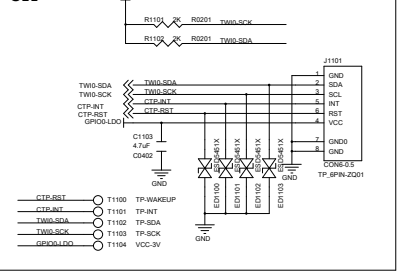 R1101 2K R0201 TWI0-SCK
R1102 2K R0201 TWI0-SDA
J1101
1 GND
TWI0-SDA TWI0-SDA 2 SDA
TWI0-SCK TWI0-SCK 3 SCL
CTP-INT CTP-INT 5 INT
CTP-RST CTP-RST 6 RST
GPIO0-LDO 4 VCC
7 GND0
8 GND
CON6-0.5
TP_6PIN-ZQ01
C1103
4.7uF
C0402
GND
ESD5451X
ESD5451X
ESD5451X
ESD5451X
ED1100
ED1101
ED1102
ED1103
GND
GND
CTP-RST T1100 TP-WAKEUP
CTP-INT T1101 TP-INT
TWI0-SDA T1102 TP-SDA
TWI0-SCK T1103 TP-SCK
GPIO0-LDO T1104 VCC-3V